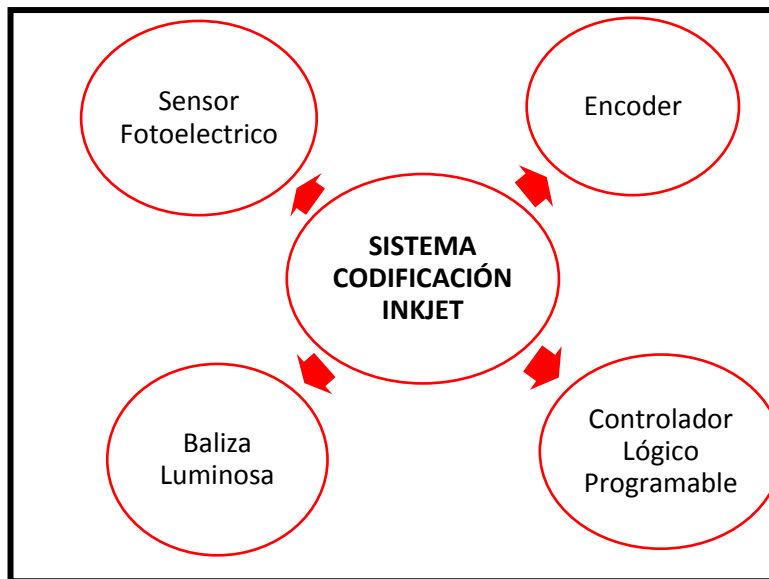 Sensor
Fotoelectrico
Encoder
SISTEMA
CODIFICACIÓN
INKJET
Baliza
Luminosa
Controlador
Lógico
Programable